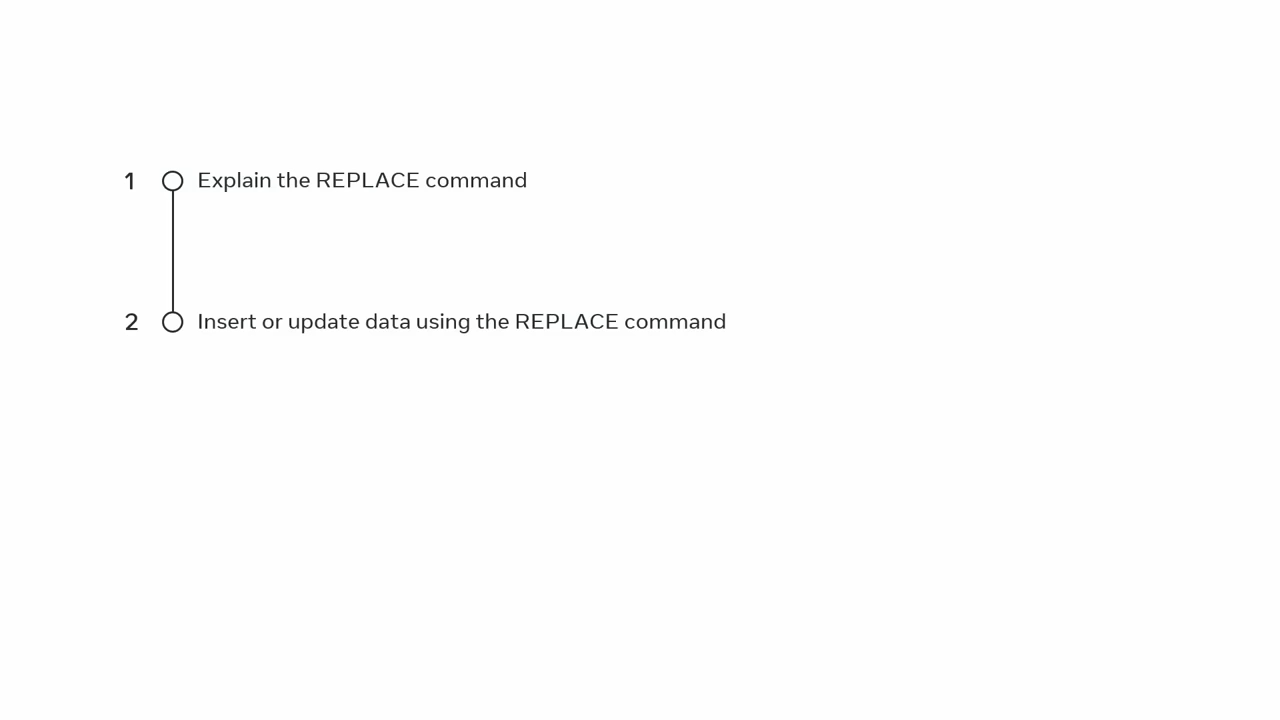 1 Explain the REPLACE command
2 Insert or update data using the REPLACE command